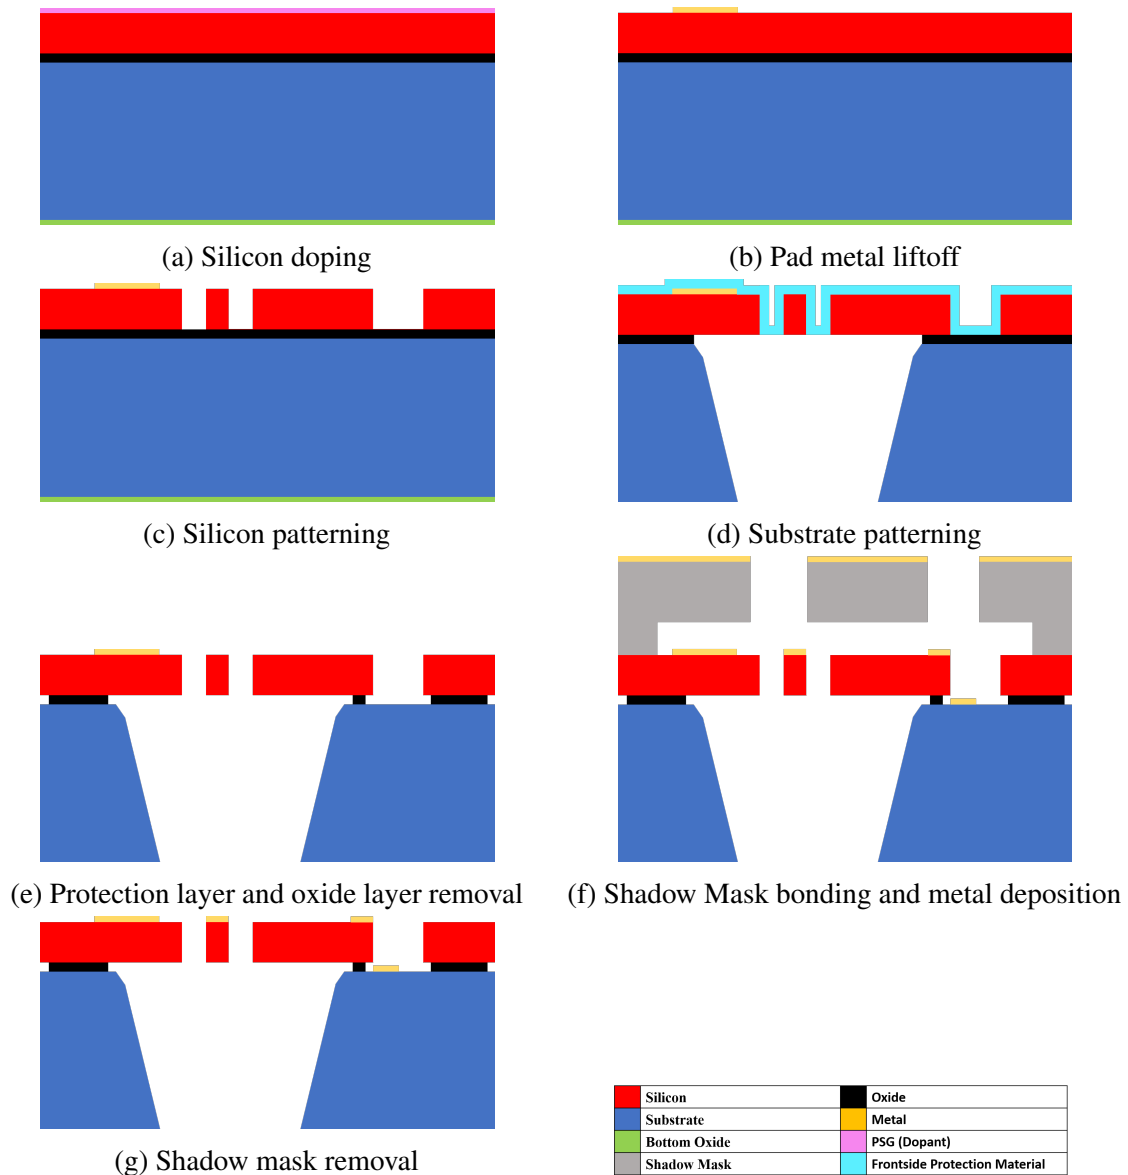 (a) Silicon doping
(b) Pad metal liftoff
(c) Silicon patterning
(d) Substrate patterning
(e) Protection layer and oxide layer removal
(f) Shadow Mask bonding and metal deposition
(g) Shadow mask removal
Silicon
Oxide
Substrate
Metal
Bottom Oxide
PSG (Dopant)
Shadow Mask
Frontside Protection Material